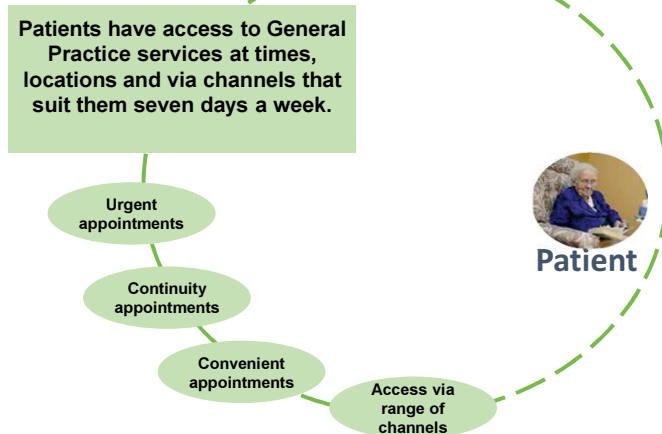 Patients have access to General
Practice services at times,
locations and via channels that
suit them seven days a week.
Urgent
appointments
Continuity
appointments
Convenient
appointments
Access via
range of
channels
Patient